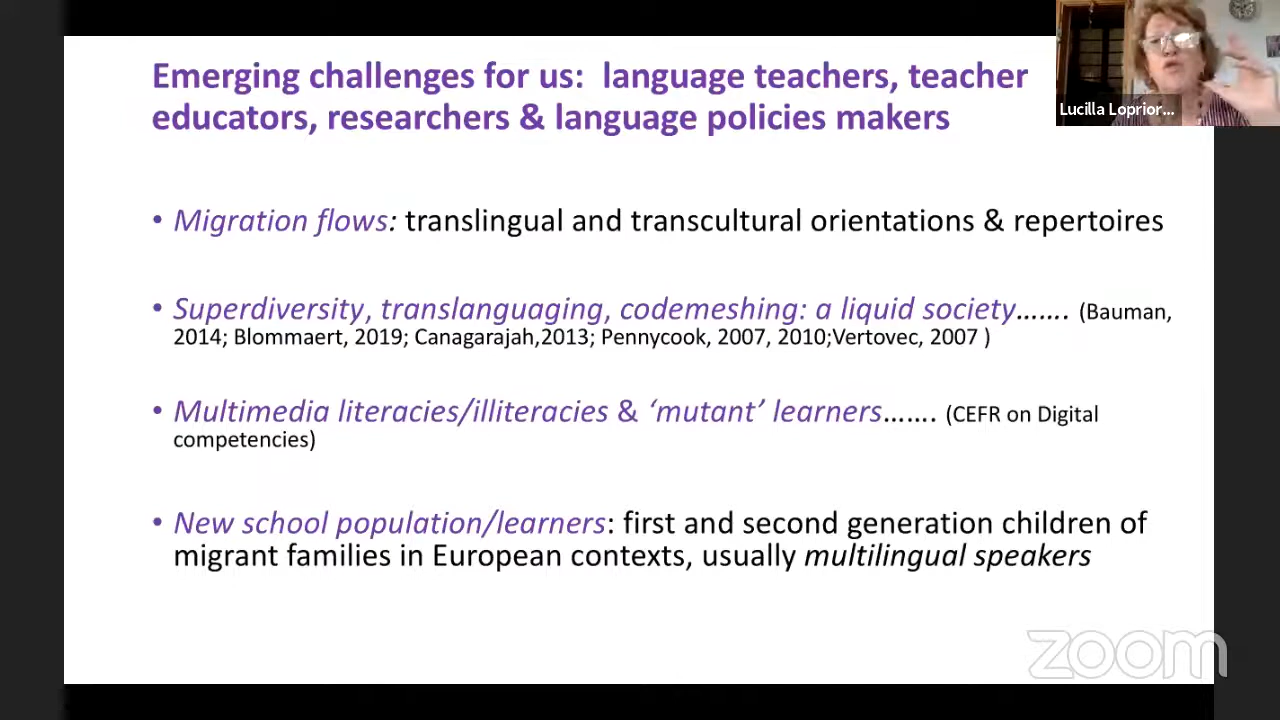 Emerging challenges for us: language teachers, teacher
educators, researchers & language policies makers
Lucilla Loprior...
• Migration flows: translingual and transcultural orientations & repertoires
• Superdiversity, translanguaging, codemeshing: a liquid society……. (Bauman,
2014; Blommaert, 2019; Canagarajah,2013; Pennycook, 2007, 2010;Vertovec, 2007 )
• Multimedia literacies/illiteracies & ‘mutant’ learners……. (CEFR on Digital
competencies)
• New school population/learners: first and second generation children of
migrant families in European contexts, usually multilingual speakers
zoom